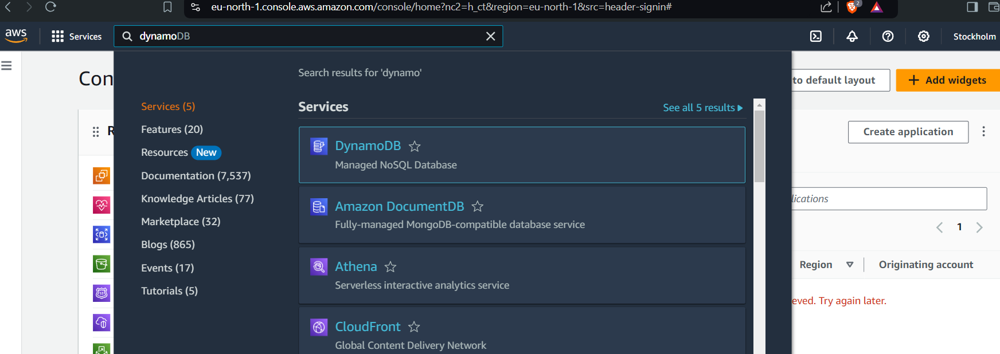 eu-north-1.console.aws.amazon.com/console/home?nc2=h_ct&region=eu-north-1&src=header-signin#
2
aws
Services
dynamoDB
Stockholm
Con
Search results for 'dynamo'
to default layout
+ Add widgets
Services (5)
Features (20)
Resources New
Documentation (7,537)
Knowledge Articles (77)
Marketplace (32)
Blogs (865)
Events (17)
Tutorials (5)
Services
See all 5 results
DynamoDB
Managed NoSQL Database
Amazon DocumentDB
Fully-managed MongoDB-compatible database service
Athena
Serverless interactive analytics service
CloudFront
Global Content Delivery Network
R
Create application
lications
1
Region
Originating account
eved. Try again later.